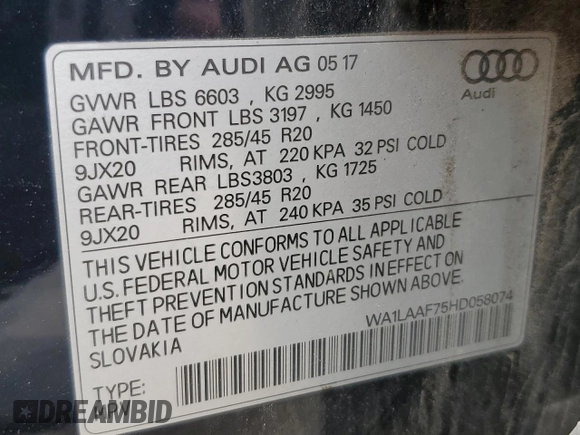 MFD. BY AUDI AG 05 17
Audi
GVWR LBS 6603 , KG 2995
GAWR FRONT LBS 3197 , KG 1450
FRONT-TIRES 285/45 R20
9JX20 RIMS, AT 220 KPA 32 PSI COLD
GAWR REAR LBS3803 , KG 1725
REAR-TIRES 285/45 R20
9JX20 RIMS, AT 240 KPA 35 PSI COLD
THIS VEHICLE CONFORMS TO ALL APPLICABLE
U.S. FEDERAL MOTOR VEHICLE SAFETY AND
THEFT PREVENTION STANDARDS IN EFFECT ON
THE DATE OF MANUFACTURE SHOWN ABOVE.
SLOVAKIA
WA1LAAF75HD058074
TYPE:
MPV
DREAMBID